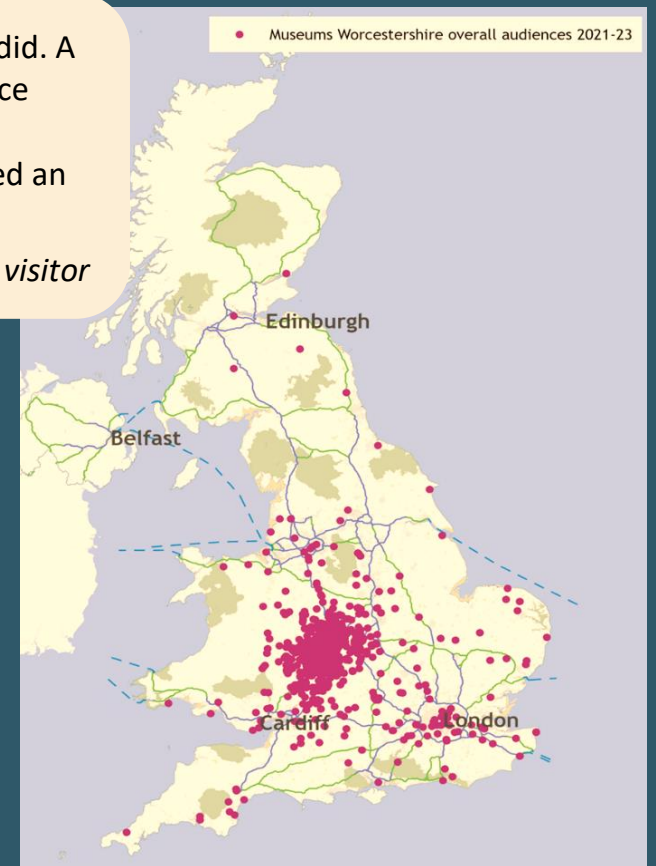 did. A
ce
ed an
visitor
Museums Worcestershire overall audiences 2021-23
Edinburgh
Belfast
Cardiff
London